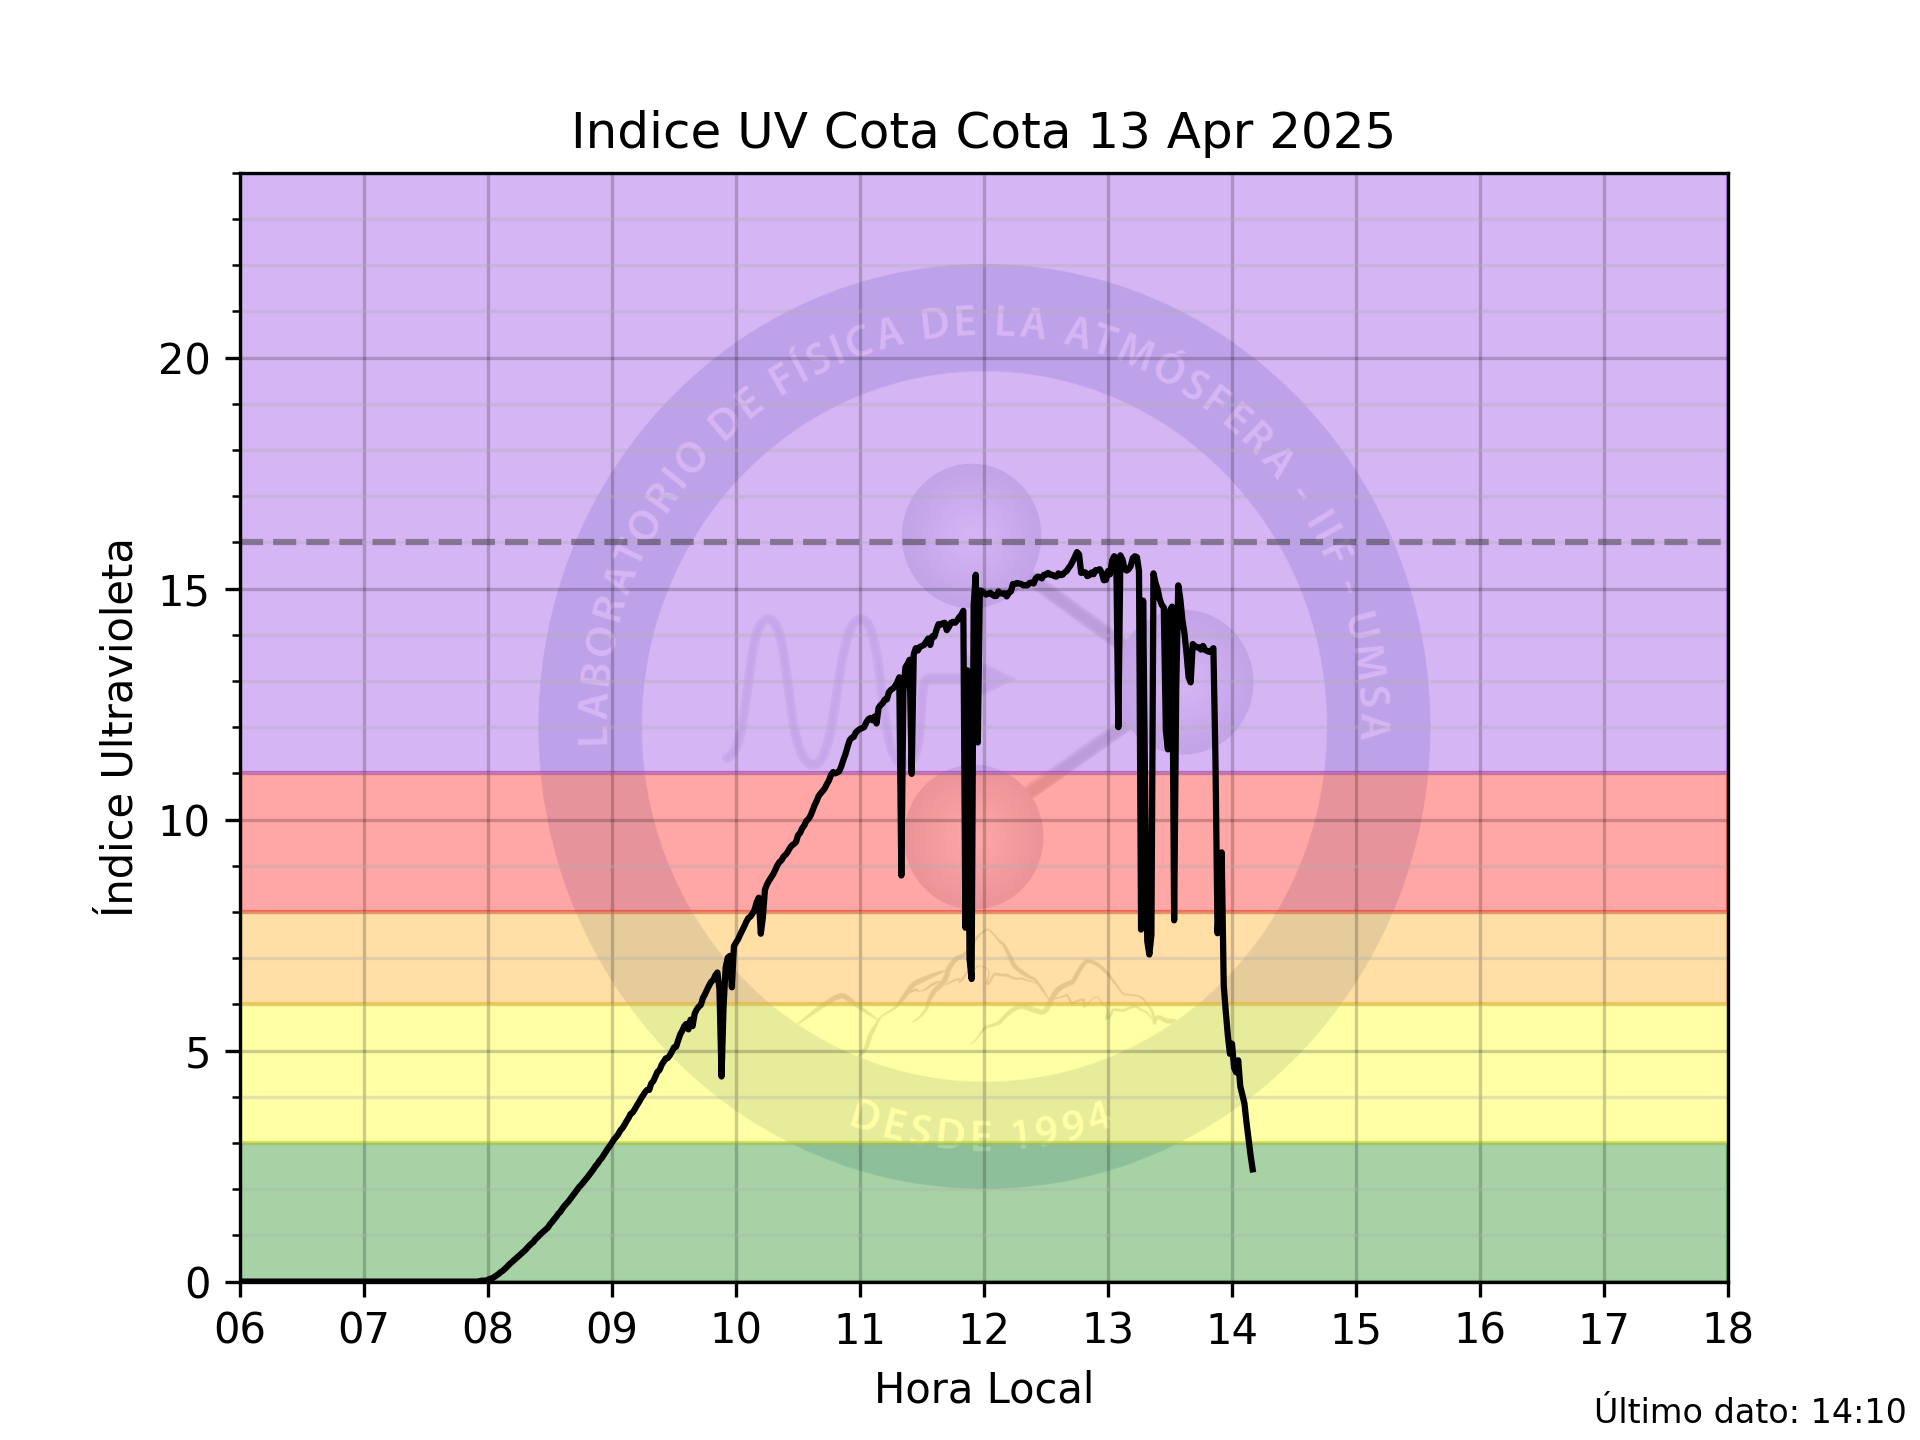 Indice UV Cota Cota 13 Apr 2025
LABORATORIO DE FÍSICA DE LA ATMÓSFERA - IIF - UMSA
DESDE 1994
Índice Ultravioleta
20
15
10
5
0
06 07 08 09 10 11 12 13 14 15 16 17 18
Hora Local
Último dato: 14:10